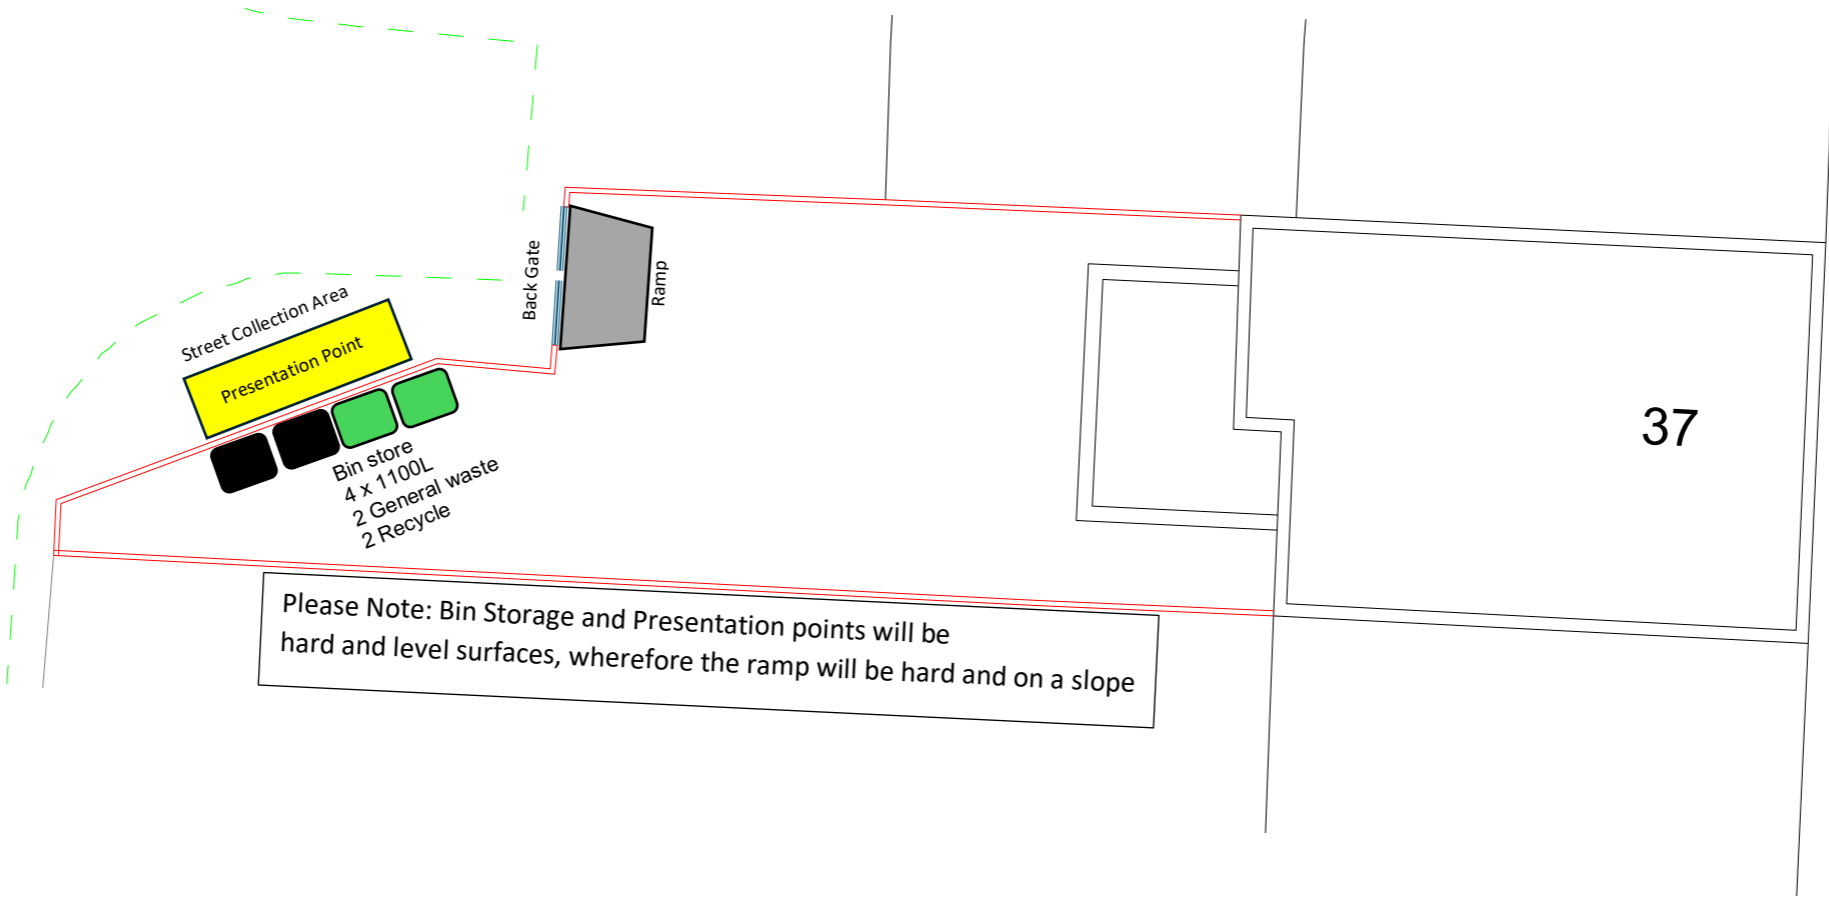 Street Collection Area
Presentation Point
Back Gate
Ramp
Bin store
4 x 1100L
2 General waste
2 Recycle
37
Please Note: Bin Storage and Presentation points will be
hard and level surfaces, wherefore the ramp will be hard and on a slope